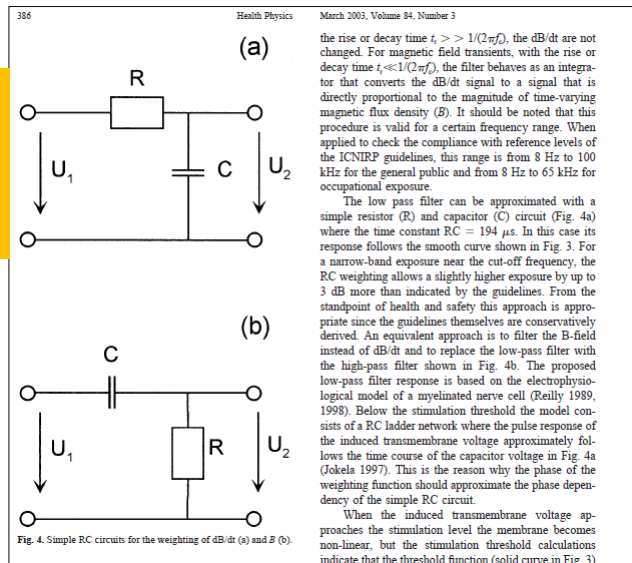 386
Health Physics
March 2003, Volume 84, Number 3
(a)
R
U₁
C
U₂
(b)
C
U₁
R
U₂
Fig. 4. Simple RC circuits for the weighting of dB/dt (a) and B (b).
the rise or decay time tᵣ >> 1/(2πf꜀), the dB/dt are not
changed. For magnetic field transients, with the rise or
decay time tᵣ≪1/(2πf꜀), the filter behaves as an integra-
tor that converts the dB/dt signal to a signal that is
directly proportional to the magnitude of time-varying
magnetic flux density (B). It should be noted that this
procedure is valid for a certain frequency range. When
applied to check the compliance with reference levels of
the ICNIRP guidelines, this range is from 8 Hz to 100
kHz for the general public and from 8 Hz to 65 kHz for
occupational exposure.
The low pass filter can be approximated with a
simple resistor (R) and capacitor (C) circuit (Fig. 4a)
where the time constant RC = 194 μs. In this case its
response follows the smooth curve shown in Fig. 3. For
a narrow-band exposure near the cut-off frequency, the
RC weighting allows a slightly higher exposure by up to
3 dB more than indicated by the guidelines. From the
standpoint of health and safety this approach is appro-
priate since the guidelines themselves are conservatively
derived. An equivalent approach is to filter the B-field
instead of dB/dt and to replace the low-pass filter with
the high-pass filter shown in Fig. 4b. The proposed
low-pass filter response is based on the electrophysio-
logical model of a myelinated nerve cell (Reilly 1989,
1998). Below the stimulation threshold the model con-
sists of a RC ladder network where the pulse response of
the induced transmembrane voltage approximately fol-
lows the time course of the capacitor voltage in Fig. 4a
(Jokela 1997). This is the reason why the phase of the
weighting function should approximate the phase depen-
dency of the simple RC circuit.
When the induced transmembrane voltage ap-
proaches the stimulation level the membrane becomes
non-linear, but the stimulation threshold calculations
indicate that the threshold function (solid curve in Fig. 3)